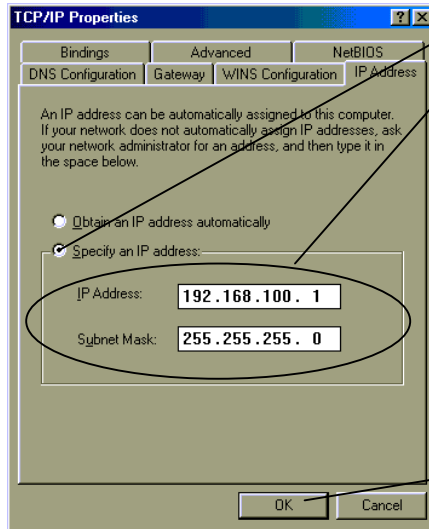 TCP/IP Properties
Bindings Advanced NetBIOS
DNS Configuration Gateway WINS Configuration IP Address
An IP address can be automatically assigned to this computer.
If your network does not automatically assign IP addresses, ask
your network administrator for an address, and then type it in
the space below.
Obtain an IP address automatically
Specify an IP address:
IP Address: 192.168.100. 1
Subnet Mask: 255.255.255. 0
OK Cancel